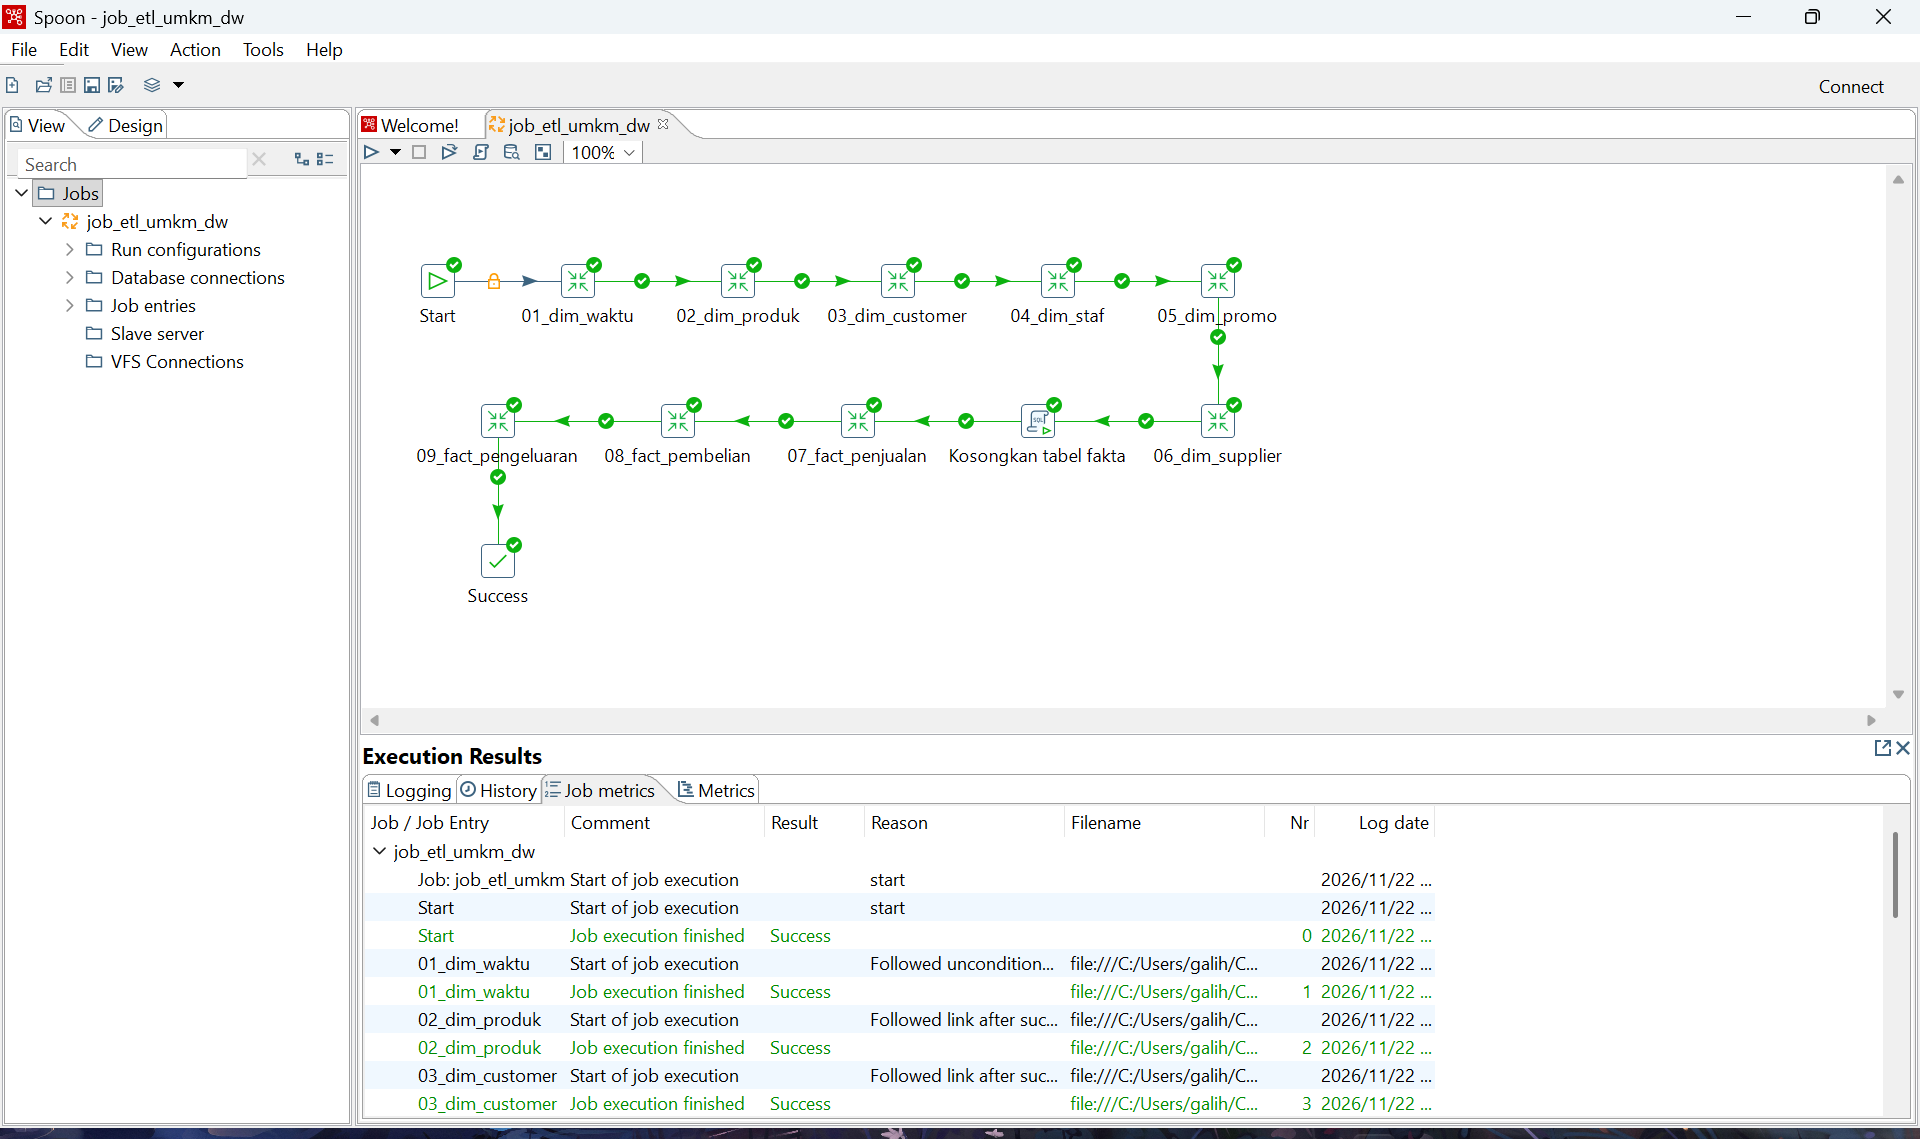 Spoon - job_etl_umkm_dw
File Edit View Action Tools Help
Connect
View Design
Search
Jobs
job_etl_umkm_dw
Run configurations
Database connections
Job entries
Slave server
VFS Connections
Welcome! job_etl_umkm_dw
100%
Start 01_dim_waktu 02_dim_produk 03_dim_customer 04_dim_staf 05_dim_promo
09_fact_pengeluaran 08_fact_pembelian 07_fact_penjualan Kosongkan tabel fakta 06_dim_supplier
SQL
Success
Execution Results
Logging History Job metrics Metrics
Job / Job Entry Comment Result Reason Filename Nr Log date
job_etl_umkm_dw
Job: job_etl_umkm Start of job execution start 2026/11/22 ...
Start Start of job execution start 2026/11/22 ...
Start Job execution finished Success 0 2026/11/22 ...
01_dim_waktu Start of job execution Followed uncondition... file:///C:/Users/galih/C... 2026/11/22 ...
01_dim_waktu Job execution finished Success file:///C:/Users/galih/C... 1 2026/11/22 ...
02_dim_produk Start of job execution Followed link after suc... file:///C:/Users/galih/C... 2026/11/22 ...
02_dim_produk Job execution finished Success file:///C:/Users/galih/C... 2 2026/11/22 ...
03_dim_customer Start of job execution Followed link after suc... file:///C:/Users/galih/C... 2026/11/22 ...
03_dim_customer Job execution finished Success file:///C:/Users/galih/C... 3 2026/11/22 ...